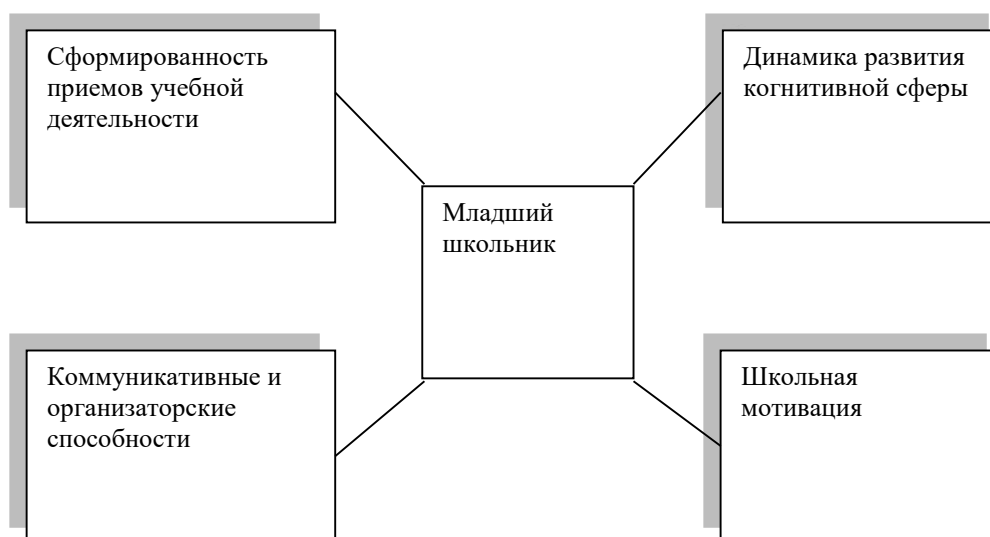 Сформированность
приемов учебной
деятельности
Динамика развития
когнитивной сферы
Младший
школьник
Коммуникативные и
организаторские
способности
Школьная
мотивация